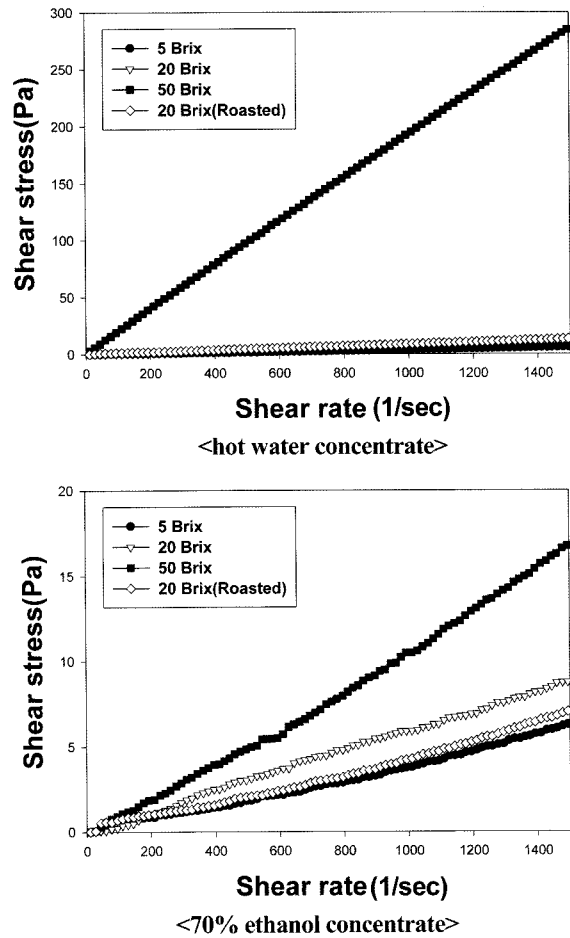 300
250
200
150
100
50
0
Shear stress(Pa)
5 Brix
20 Brix
50 Brix
20 Brix(Roasted)
0 200 400 600 800 1000 1200 1400
Shear rate (1/sec)
<hot water concentrate>
20
15
10
5
0
Shear stress(Pa)
5 Brix
20 Brix
50 Brix
20 Brix(Roasted)
0 200 400 600 800 1000 1200 1400
Shear rate (1/sec)
<70% ethanol concentrate>